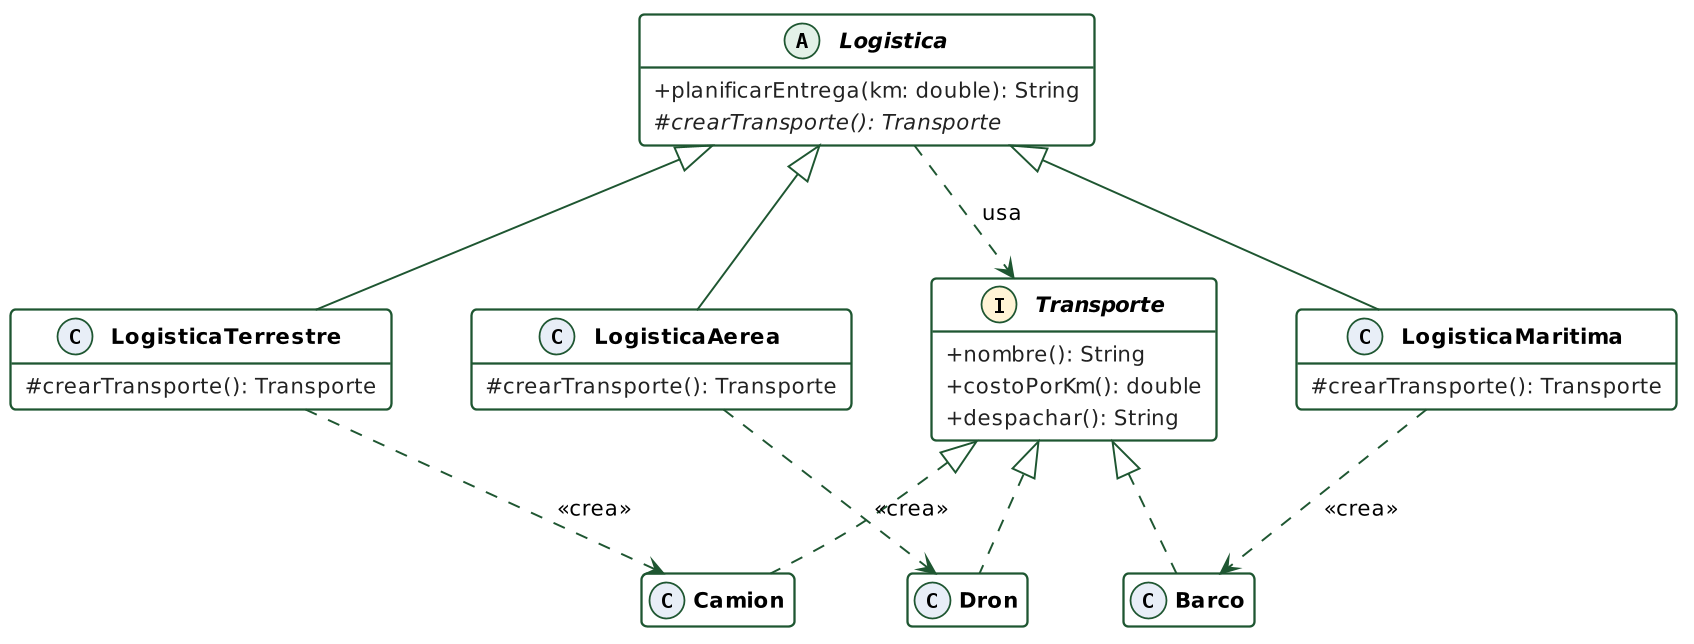 A Logistica
+planificarEntrega(km: double): String
#crearTransporte(): Transporte
usa
C LogisticaTerrestre
#crearTransporte(): Transporte
C LogisticaAerea
#crearTransporte(): Transporte
I Transporte
+nombre(): String
+costoPorKm(): double
+despachar(): String
C LogisticaMaritima
#crearTransporte(): Transporte
«crea»
«crea»
«crea»
C Camion
C Dron
C Barco